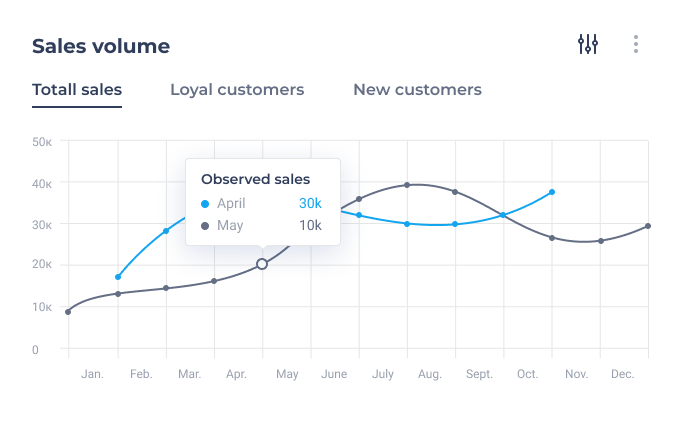 Sales volume
Totall sales Loyal customers New customers
50к
40к
30к
20к
10к
0
Observed sales
April 30k
May 10k
Jan. Feb. Mar. Apr. May June July Aug. Sept. Oct. Nov. Dec.